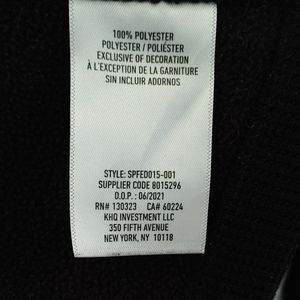 100% POLYESTER
POLYESTER / POLIÉSTER
EXCLUSIVE OF DECORATION
À L'EXCEPTION DE LA GARNITURE
SIN INCLUIR ADORNOS
STYLE: SPFED015-001
SUPPLIER CODE 8015296
D.O.P. : 06/2021
RN# 130323 CA# 60224
KHQ INVESTMENT LLC
350 FIFTH AVENUE
NEW YORK, NY 10118